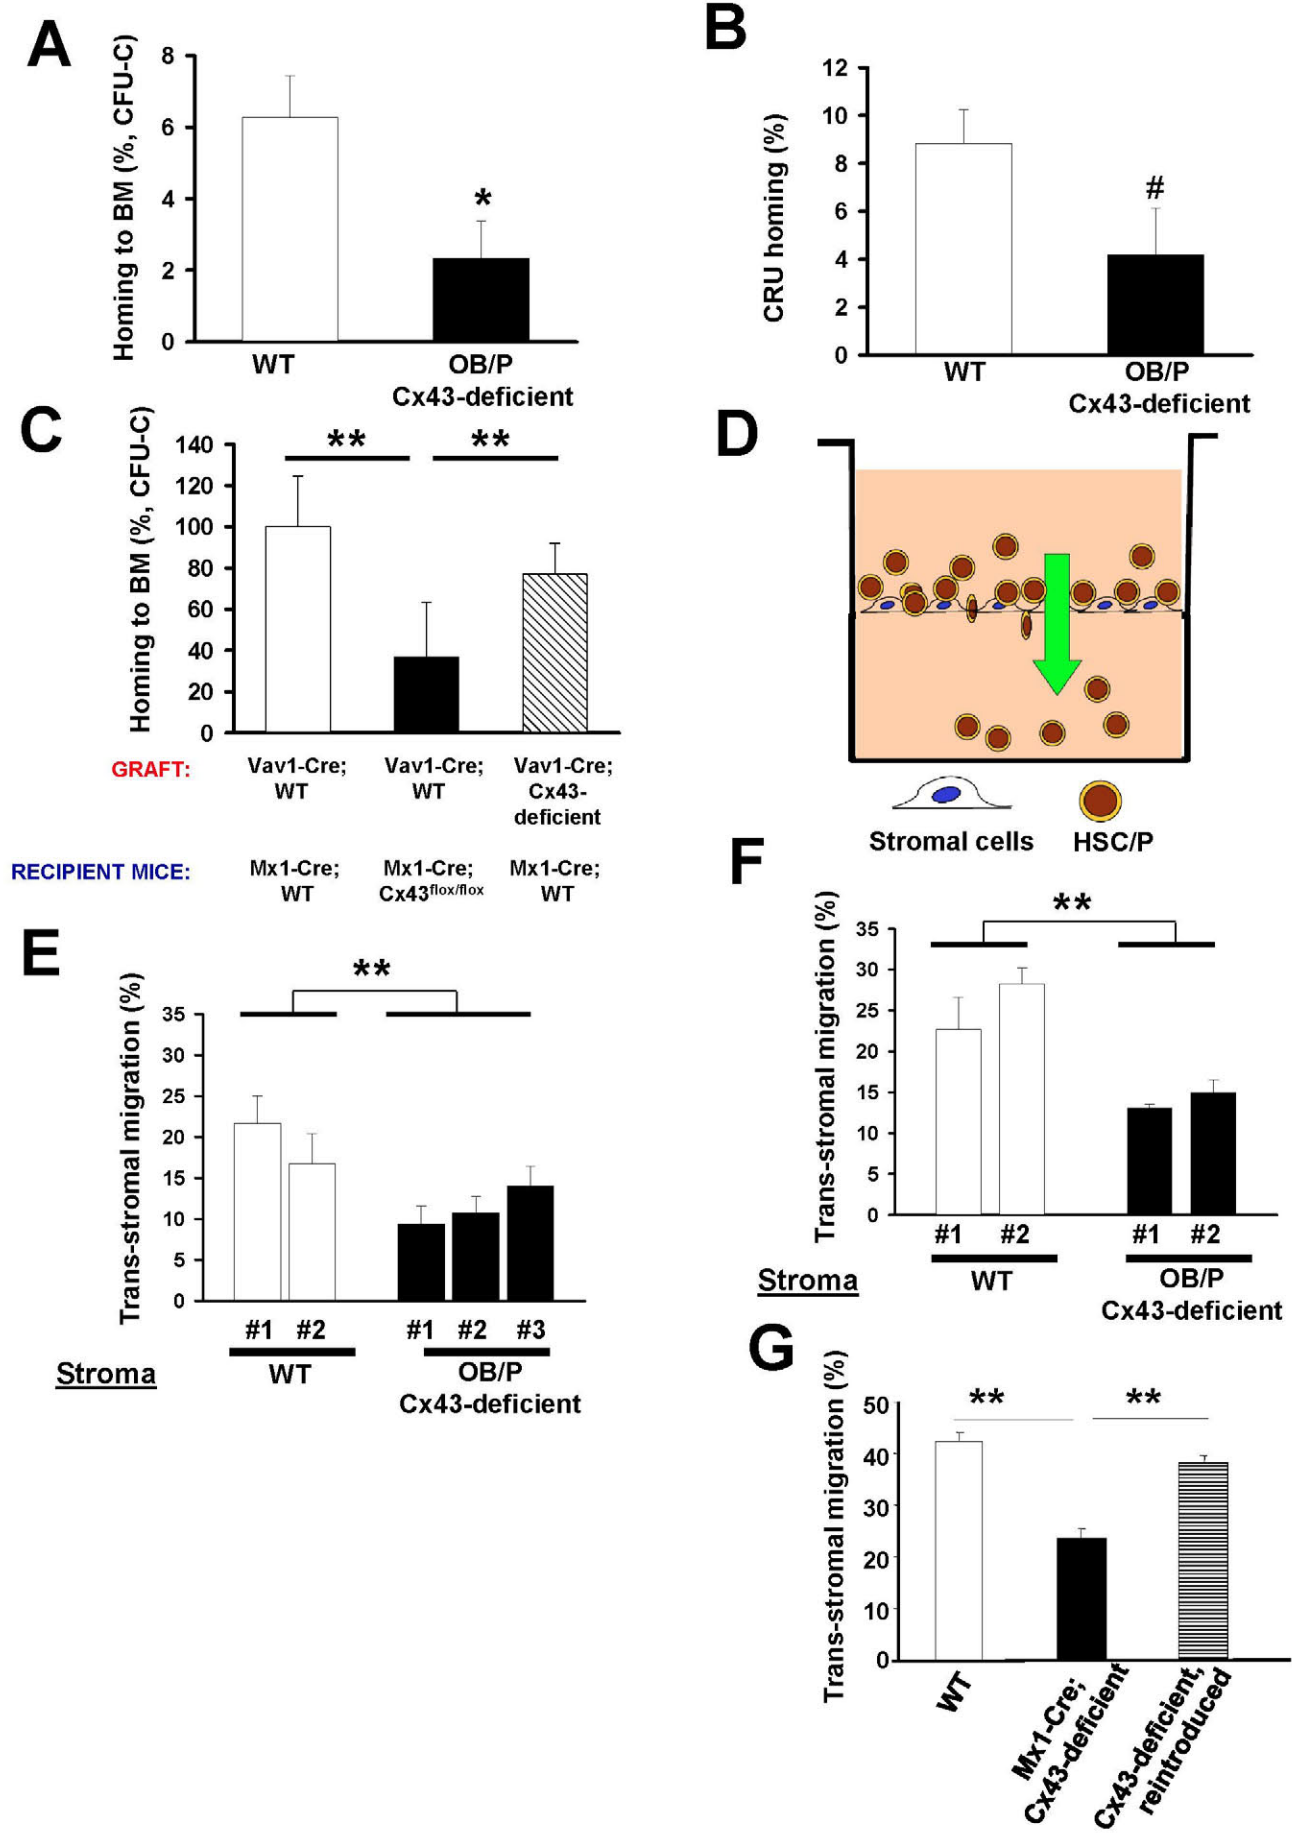 A
Homing to BM (%, CFU-C)
8
6
4
2
0
*
WT
OB/P
Cx43-deficient
B
CRU homing (%)
12
10
8
6
4
2
0
#
WT
OB/P
Cx43-deficient
C
Homing to BM (%, CFU-C)
140
120
100
80
60
40
20
0
** **
GRAFT:
Vav1-Cre;
WT
Vav1-Cre;
WT
Vav1-Cre;
Cx43-
deficient
RECIPIENT MICE:
Mx1-Cre;
WT
Mx1-Cre;
Cx43flox/flox
Mx1-Cre;
WT
D
Stromal cells
HSC/P
E
Trans-stromal migration (%)
35
30
25
20
15
10
5
0
**
#1 #2 #1 #2 #3
Stroma
WT
OB/P
Cx43-deficient
F
Trans-stromal migration (%)
35
30
25
20
15
10
5
0
**
#1 #2 #1 #2
Stroma
WT
OB/P
Cx43-deficient
G
Trans-stromal migration (%)
50
40
30
20
10
0
** **
WT
Mx1-Cre;
Cx43-deficient
Cx43-deficient,
reintroduced